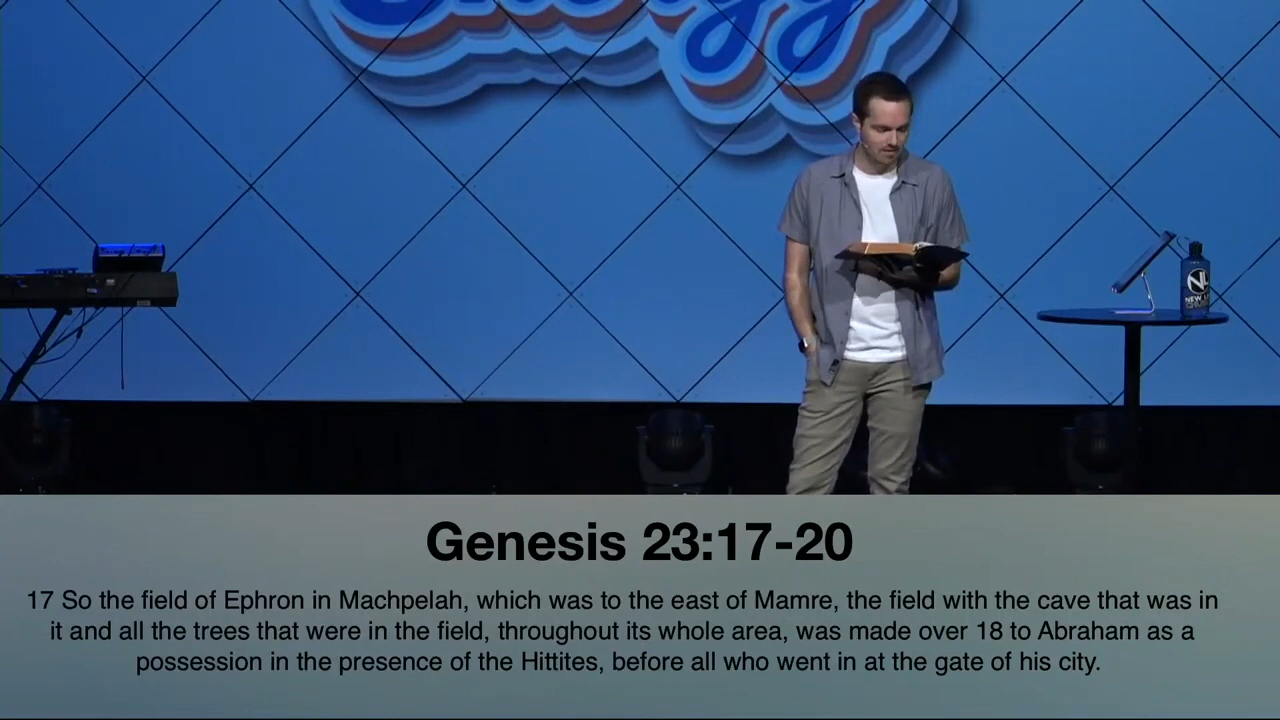 NL
NEW
Genesis 23:17-20
17 So the field of Ephron in Machpelah, which was to the east of Mamre, the field with the cave that was in
it and all the trees that were in the field, throughout its whole area, was made over 18 to Abraham as a
possession in the presence of the Hittites, before all who went in at the gate of his city.